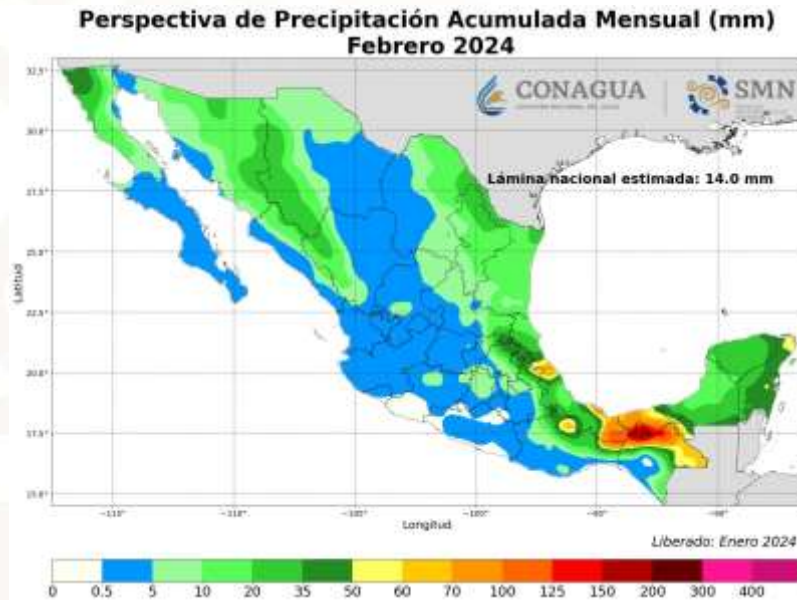 Perspectiva de Precipitación Acumulada Mensual (mm)
Febrero 2024
CONAGUA
SMN
Lámina nacional estimada: 14.0 mm
Latitud
Longitud
Liberado: Enero 2024
0 0.5 5 10 20 35 50 60 70 100 125 150 200 300 400